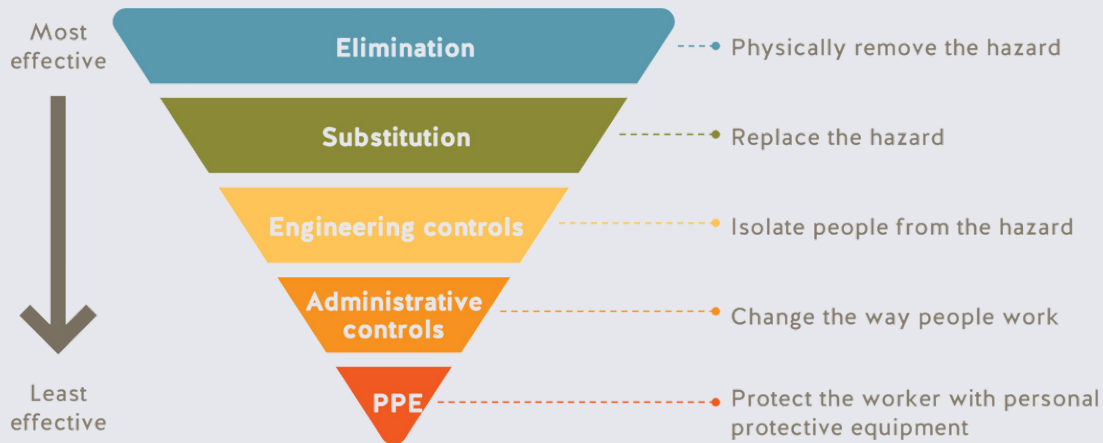 Most
effective
Elimination
Physically remove the hazard
Substitution
Replace the hazard
Engineering controls
Isolate people from the hazard
Administrative
controls
Change the way people work
Least
effective
PPE
Protect the worker with personal
protective equipment